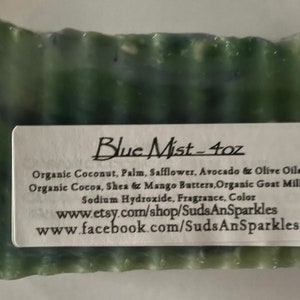 Blue Mist - 4oz
Organic Coconut, Palm, Safflower, Avocado & Olive Oils
Organic Cocoa, Shea & Mango Butters,Organic Goat Mil
Sodium Hydroxide, Fragrance, Color
www.etsy.com/shop/SudsAnSparkles
www.facebook.com/SudsAnSparkles